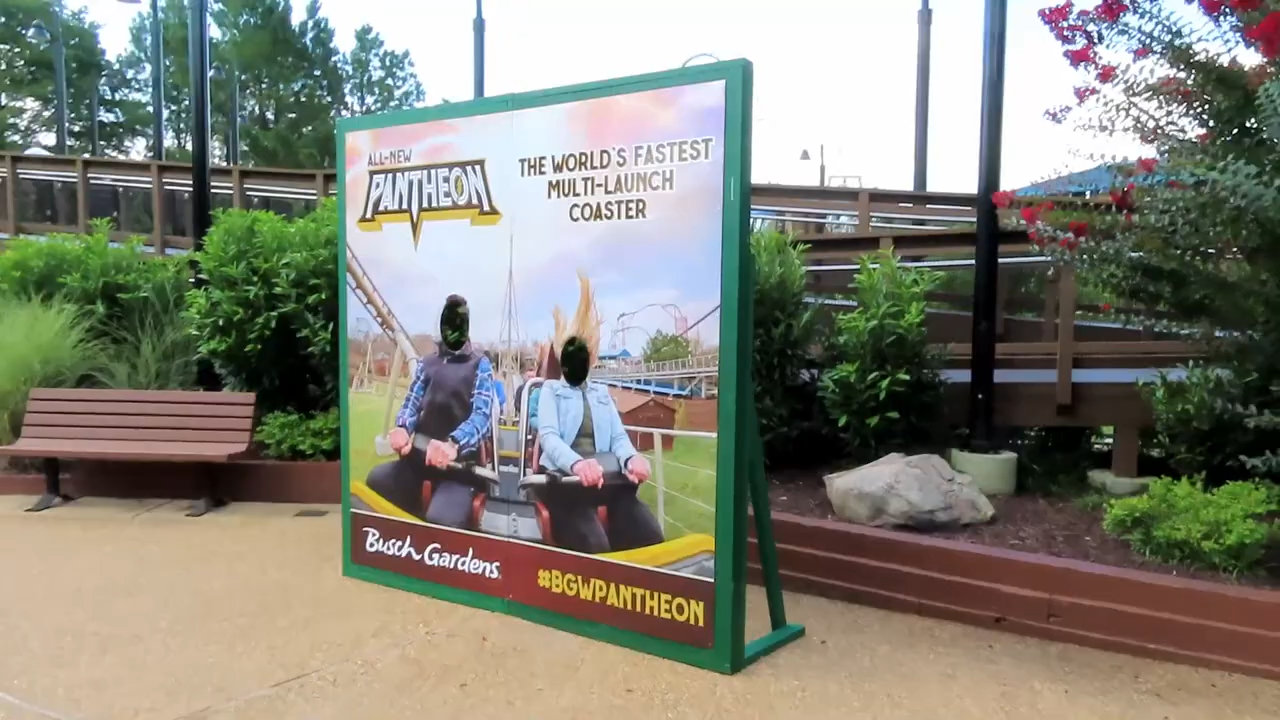 ALL-NEW
PANTHEON
THE WORLD'S FASTEST
MULTI-LAUNCH
COASTER
Busch Gardens
#BGWPANTHEON